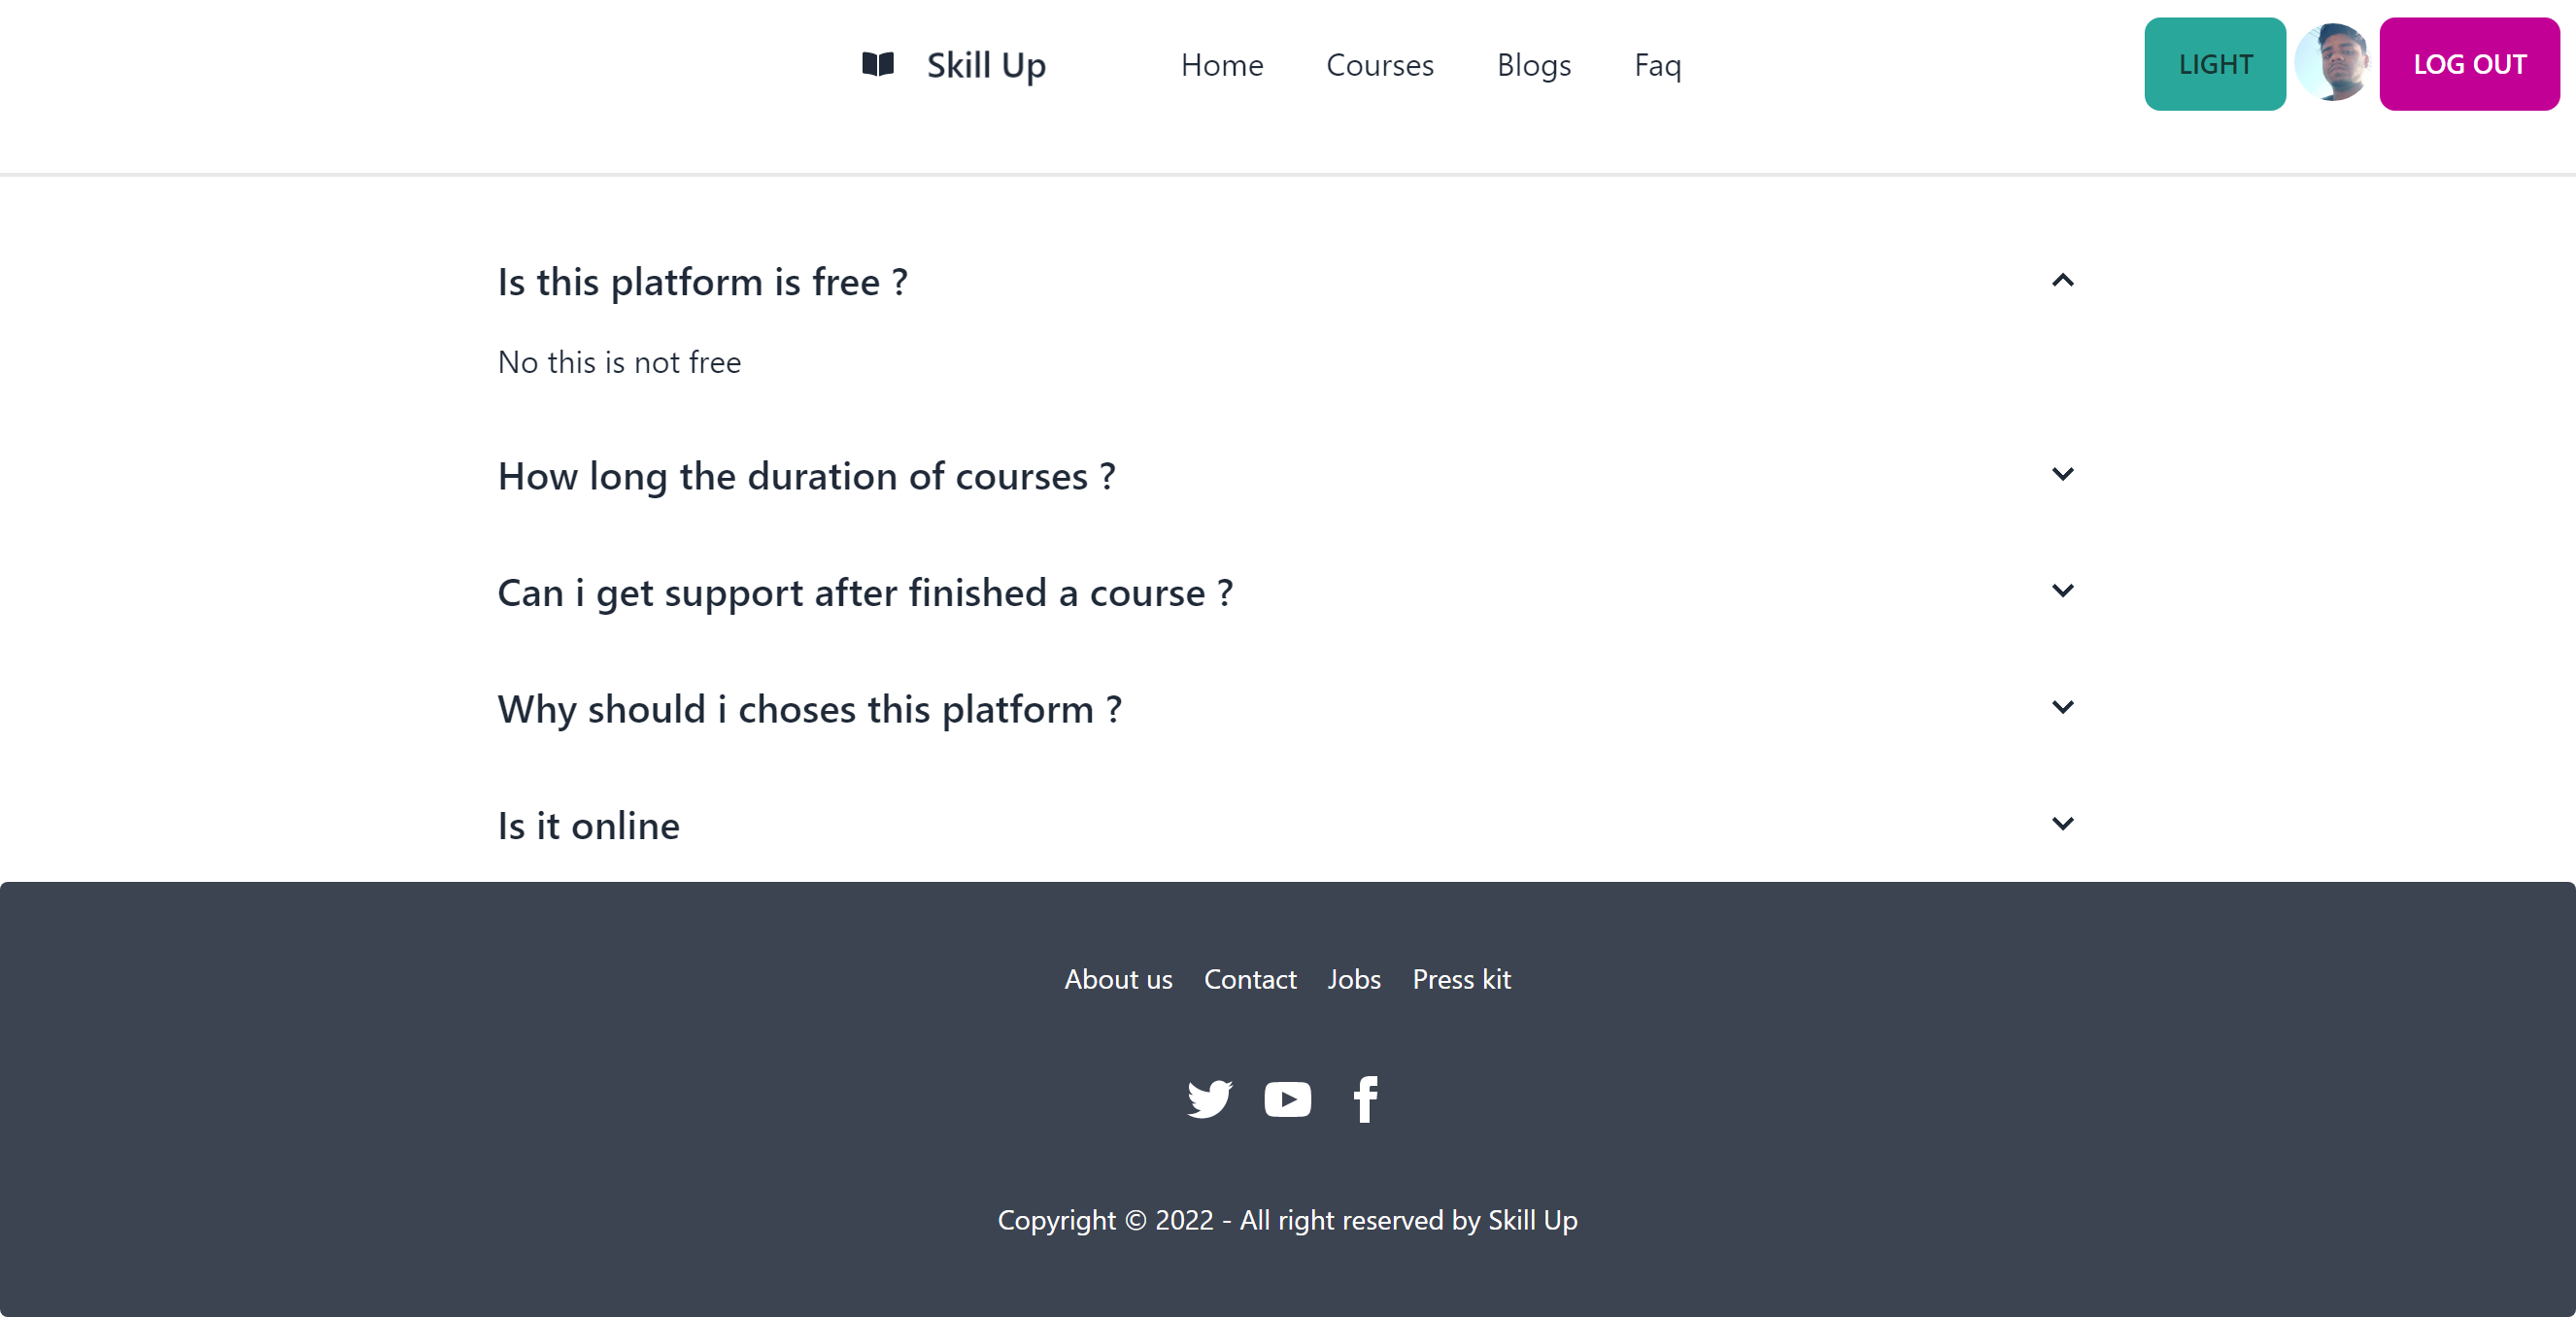 Skill Up
Home
Courses
Blogs
Faq
LIGHT
LOG OUT
Is this platform is free ?
No this is not free
How long the duration of courses ?
Can i get support after finished a course ?
Why should i choses this platform ?
Is it online
About us
Contact
Jobs
Press kit
Copyright © 2022 - All right reserved by Skill Up